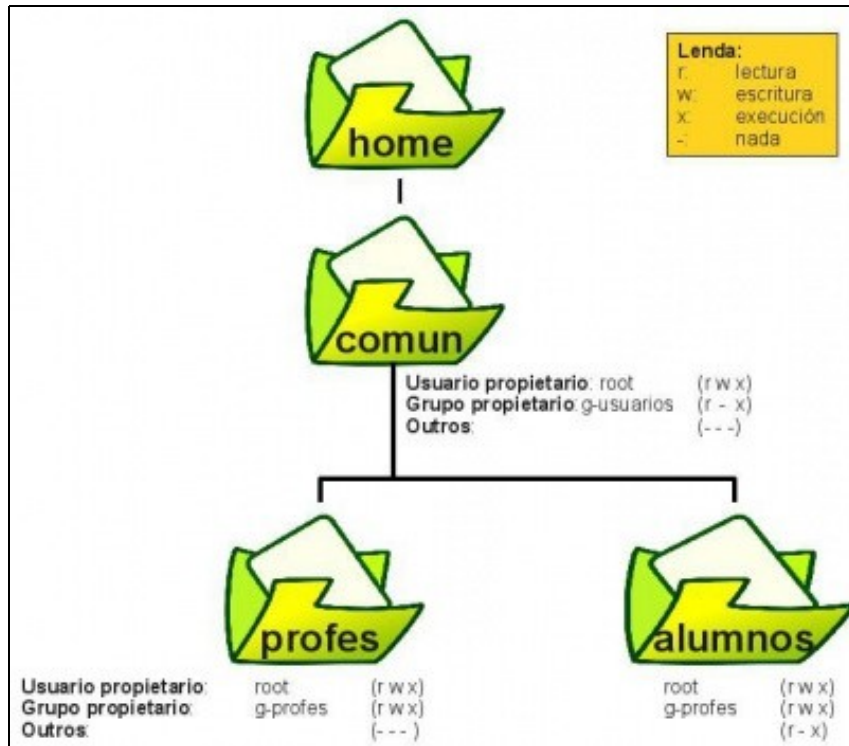 Lenda:
r: lectura
w: escritura
x: execución
-: nada
home
comun
Usuario propietario: root (r w x)
Grupo propietario: g-usuarios (r - x)
Outros: (- - -)
profes
alumnos
Usuario propietario: root (r w x) root (r w x)
Grupo propietario: g-profes (r w x) g-profes (r w x)
Outros: (- - - ) (r - x)